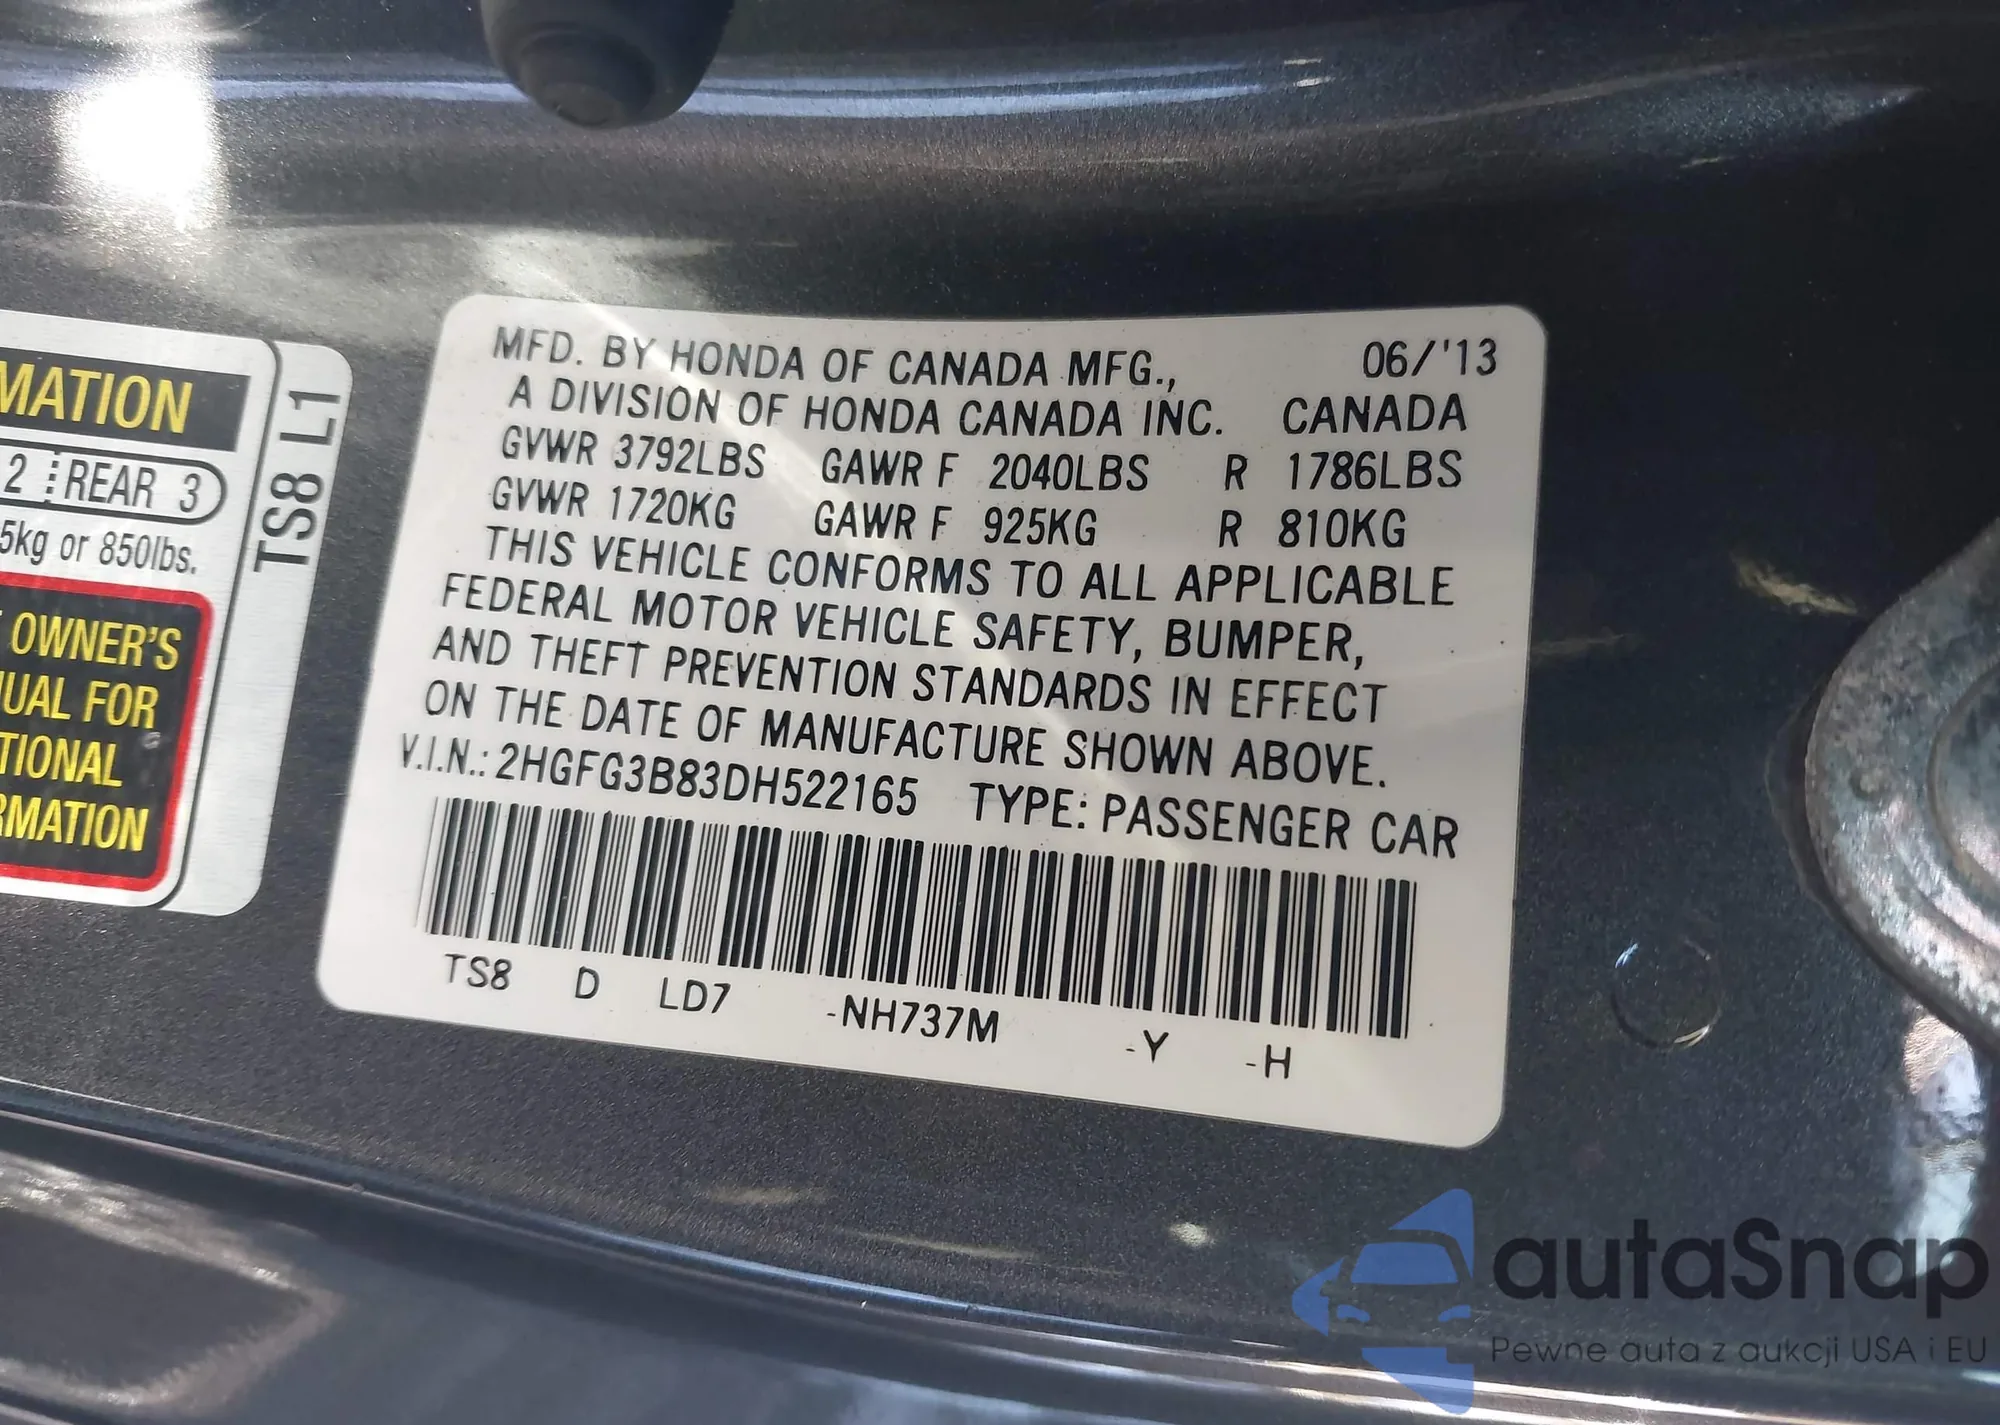 MATION
2 REAR 3
5kg or 850lbs.
OWNER'S
UAL FOR
TIONAL
RMATION
TS8 L1
MFD. BY HONDA OF CANADA MFG., 06/'13
A DIVISION OF HONDA CANADA INC. CANADA
GVWR 3792LBS GAWR F 2040LBS R 1786LBS
GVWR 1720KG GAWR F 925KG R 810KG
THIS VEHICLE CONFORMS TO ALL APPLICABLE
FEDERAL MOTOR VEHICLE SAFETY, BUMPER,
AND THEFT PREVENTION STANDARDS IN EFFECT
ON THE DATE OF MANUFACTURE SHOWN ABOVE.
V.I.N.: 2HGFG3B83DH522165 TYPE: PASSENGER CAR
TS8 D LD7 -NH737M -Y -H
autaSnap
Pewne auta z aukcji USA i EU